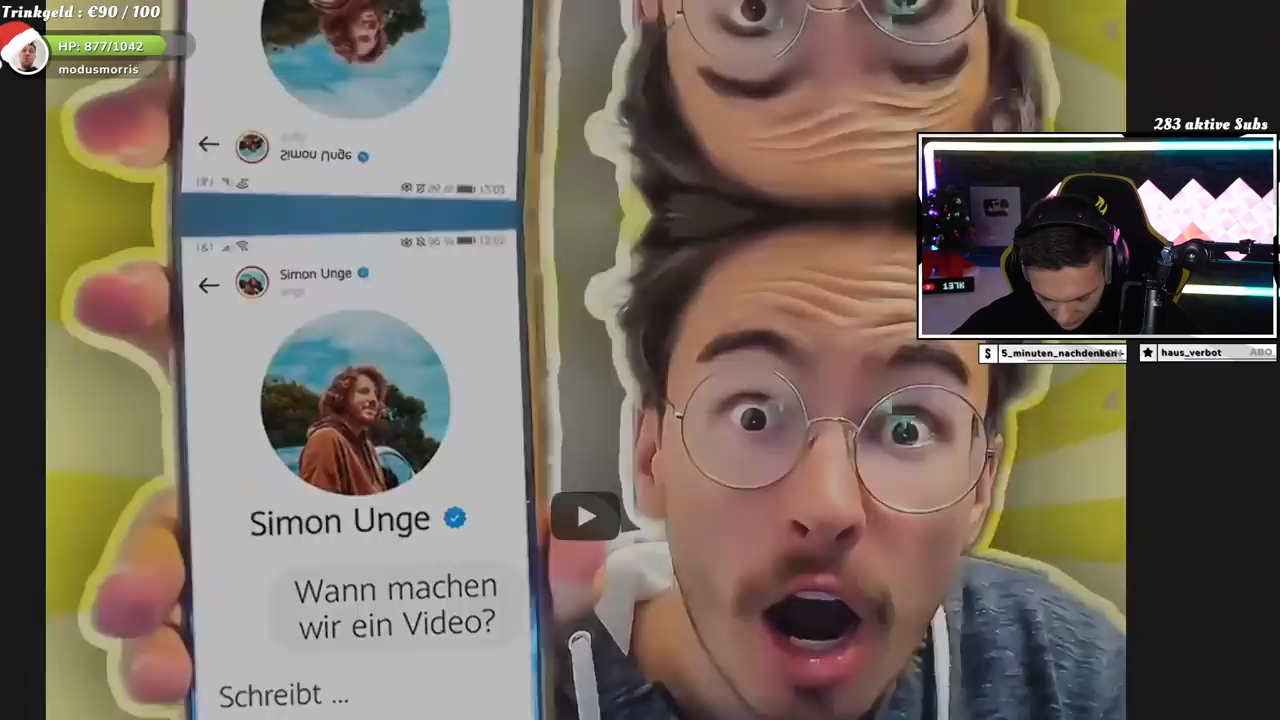 Trinkgeld : €90 / 100
HP: 877/1042
modusmorris
Simon Unge
283 aktive Subs
137K
5_minuten_nachdenken -
haus_verbot
ABO
Simon Unge
Simon Unge
Wann machen
wir ein Video?
Schreibt ...